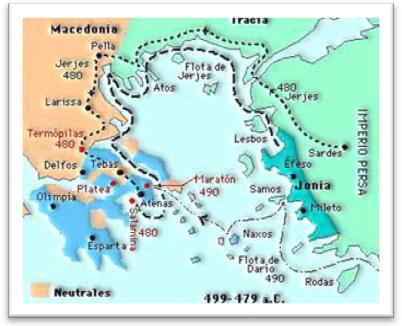 Macedonia
Tracia
Pella
Jerjes
480
Flota de
Jerjes
Atos
480
Jerjes
Larissa
Termópilas
480
Lesbos
Sardes
IMPERIO PERSA
Delfos
Tebas
Maratón
490
Éfeso
Jonia
Platea
Samos
Olimpia
Atenas
Salamina
480
Mileto
Esparta
Naxos
Flota de
Darío
490
Rodas
Neutrales
499-479 a.C.